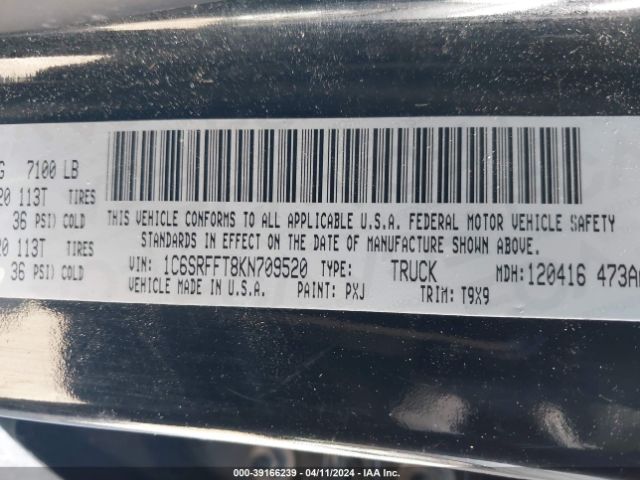 G 7100 LB
20 113T TIRES
36 PSI) COLD
20 113T TIRES
36 PSI) COLD
THIS VEHICLE CONFORMS TO ALL APPLICABLE U.S.A. FEDERAL MOTOR VEHICLE SAFETY
STANDARDS IN EFFECT ON THE DATE OF MANUFACTURE SHOWN ABOVE.
VIN: 1C6SRFFT8KN709520 TYPE: TRUCK MDH: 120416 473A
VEHICLE MADE IN U.S.A. PAINT: PXJ TRIM: T9X9
000-39166239 - 04/11/2024 - IAA Inc.